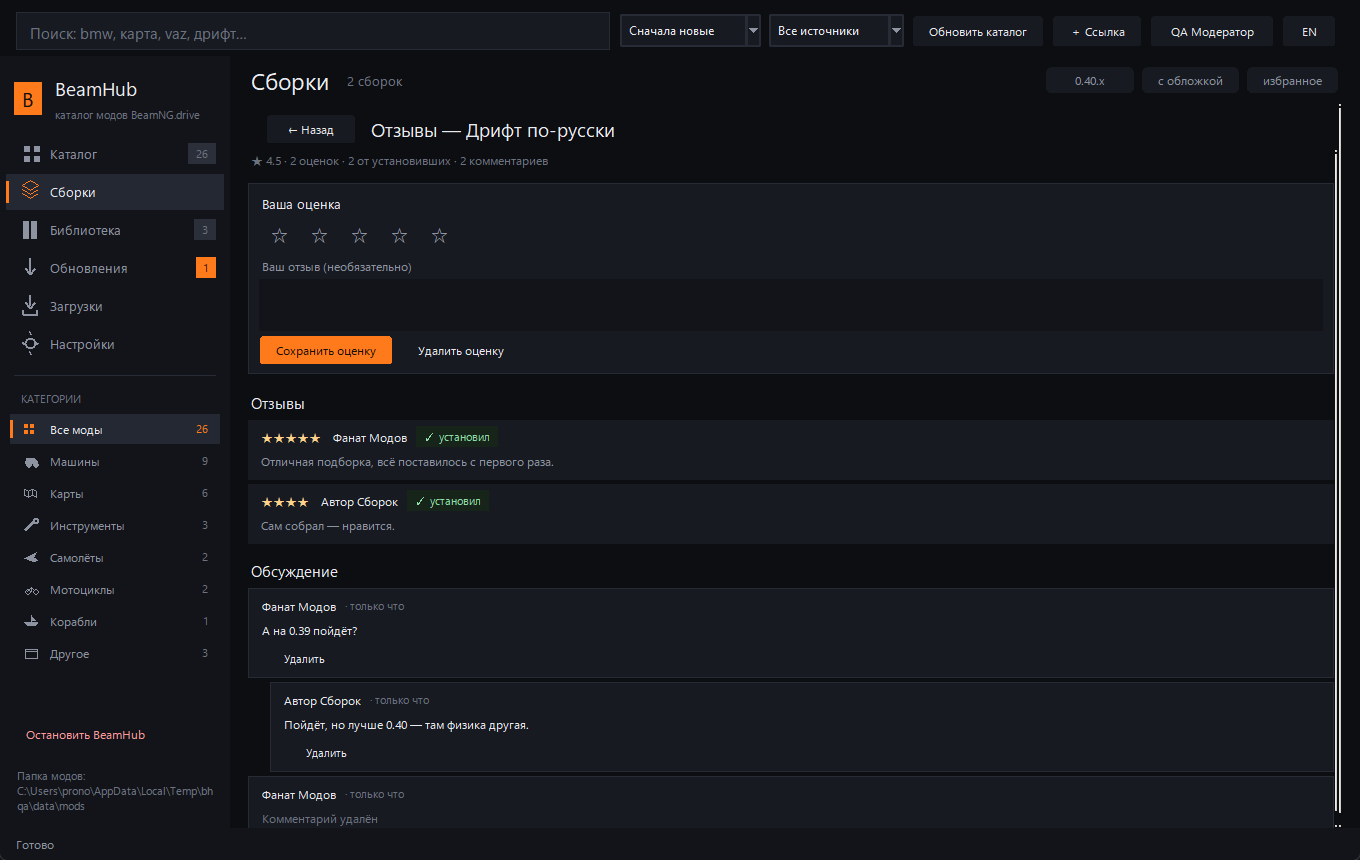 Поиск: bmw, карта, vaz, дрифт...
Сначала новые
Все источники
Обновить каталог
+ Ссылка
QA Модератор
EN
B
BeamHub
каталог модов BeamNG.drive
Каталог 26
Сборки
Библиотека 3
Обновления 1
Загрузки
Настройки
КАТЕГОРИИ
Все моды 26
Машины 9
Карты 6
Инструменты 3
Самолёты 2
Мотоциклы 2
Корабли 1
Другое 3
Остановить BeamHub
Папка модов:
C:\Users\prono\AppData\Local\Temp\bh
qa\data\mods
Готово
Сборки 2 сборок
0.40.x
с обложкой
избранное
← Назад
Отзывы — Дрифт по-русски
★ 4.5 · 2 оценок · 2 от установивших · 2 комментариев
Ваша оценка
☆ ☆ ☆ ☆ ☆
Ваш отзыв (необязательно)
Сохранить оценку
Удалить оценку
Отзывы
★★★★★ Фанат Модов ✓ установил
Отличная подборка, всё поставилось с первого раза.
★★★★ Автор Сборок ✓ установил
Сам собрал — нравится.
Обсуждение
Фанат Модов · только что
А на 0.39 пойдёт?
Удалить
Автор Сборок · только что
Пойдёт, но лучше 0.40 — там физика другая.
Удалить
Фанат Модов · только что
Комментарий удалён